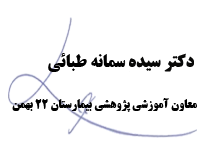 دکتر سیده سمانه طبائی
معاون آموزشی پژوهشی بیمارستان ۲۲ بهمن